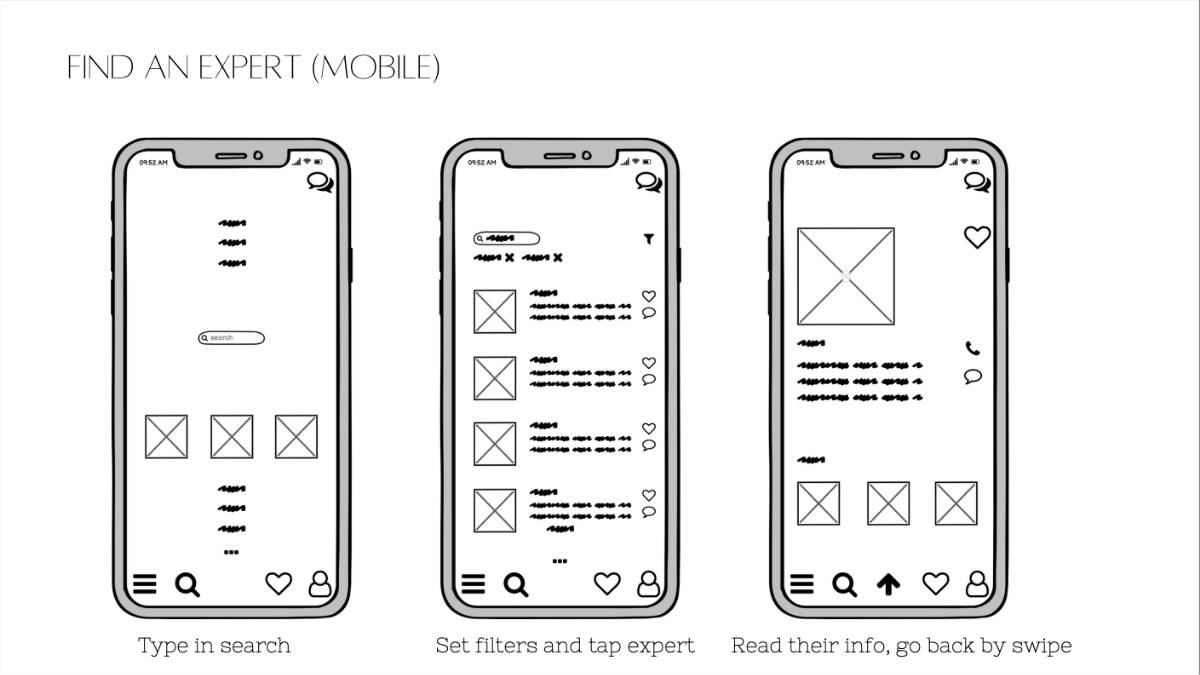 FIND AN EXPERT (MOBILE)
09:52 AM
09:52 AM
09:52 AM
search
Type in search
Set filters and tap expert
Read their info, go back by swipe